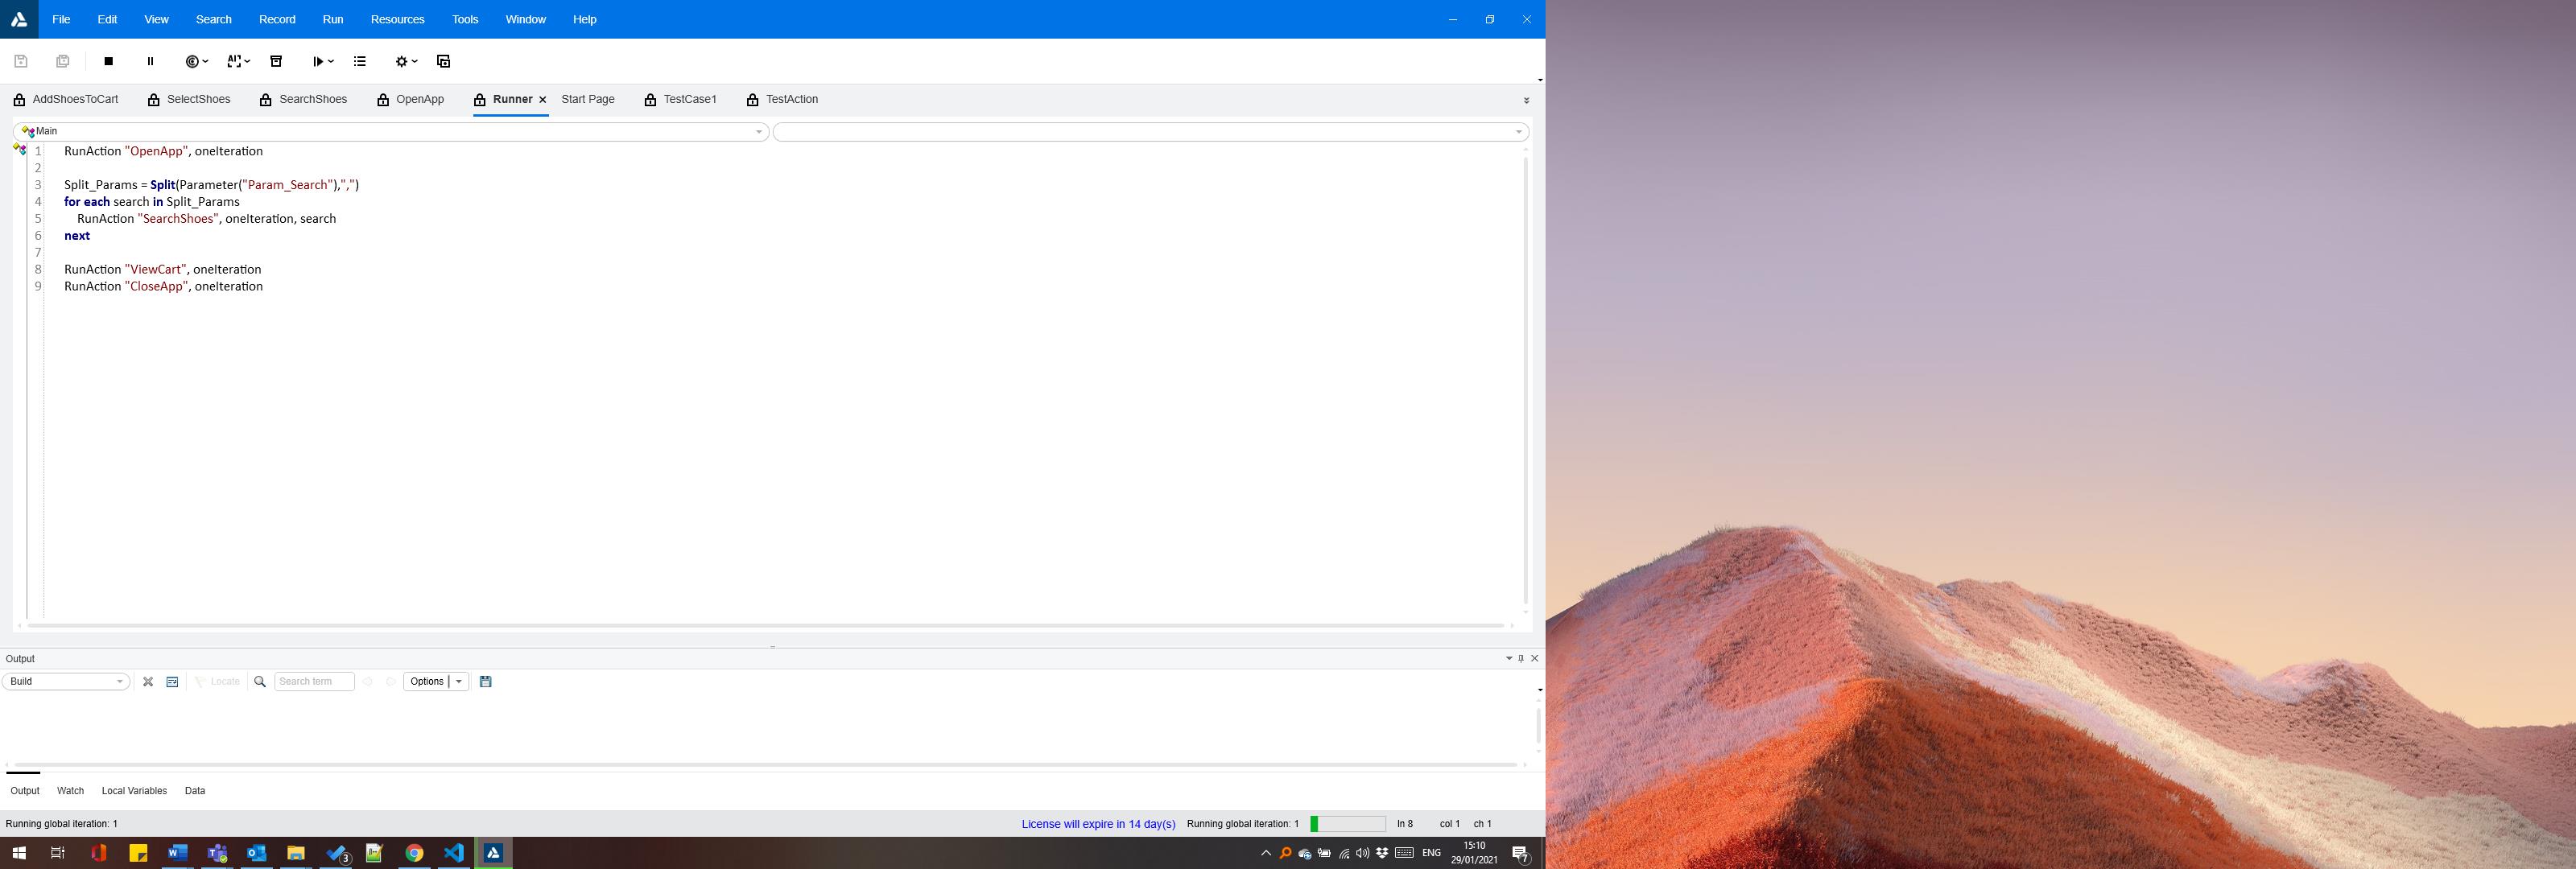 File Edit View Search Record Run Resources Tools Window Help
AddShoesToCart SelectShoes SearchShoes OpenApp Runner Start Page TestCase1 TestAction
Main
1 RunAction "OpenApp", oneIteration
2
3 Split_Params = Split(Parameter("Param_Search"),",")
4 for each search in Split_Params
5 RunAction "SearchShoes", oneIteration, search
6 next
7
8 RunAction "ViewCart", oneIteration
9 RunAction "CloseApp", oneIteration
Output
Build Locate Search term Options
Output Watch Local Variables Data
Running global iteration: 1 License will expire in 14 day(s) Running global iteration: 1 ln 8 col 1 ch 1
3 ENG 15:10 7
29/01/2021